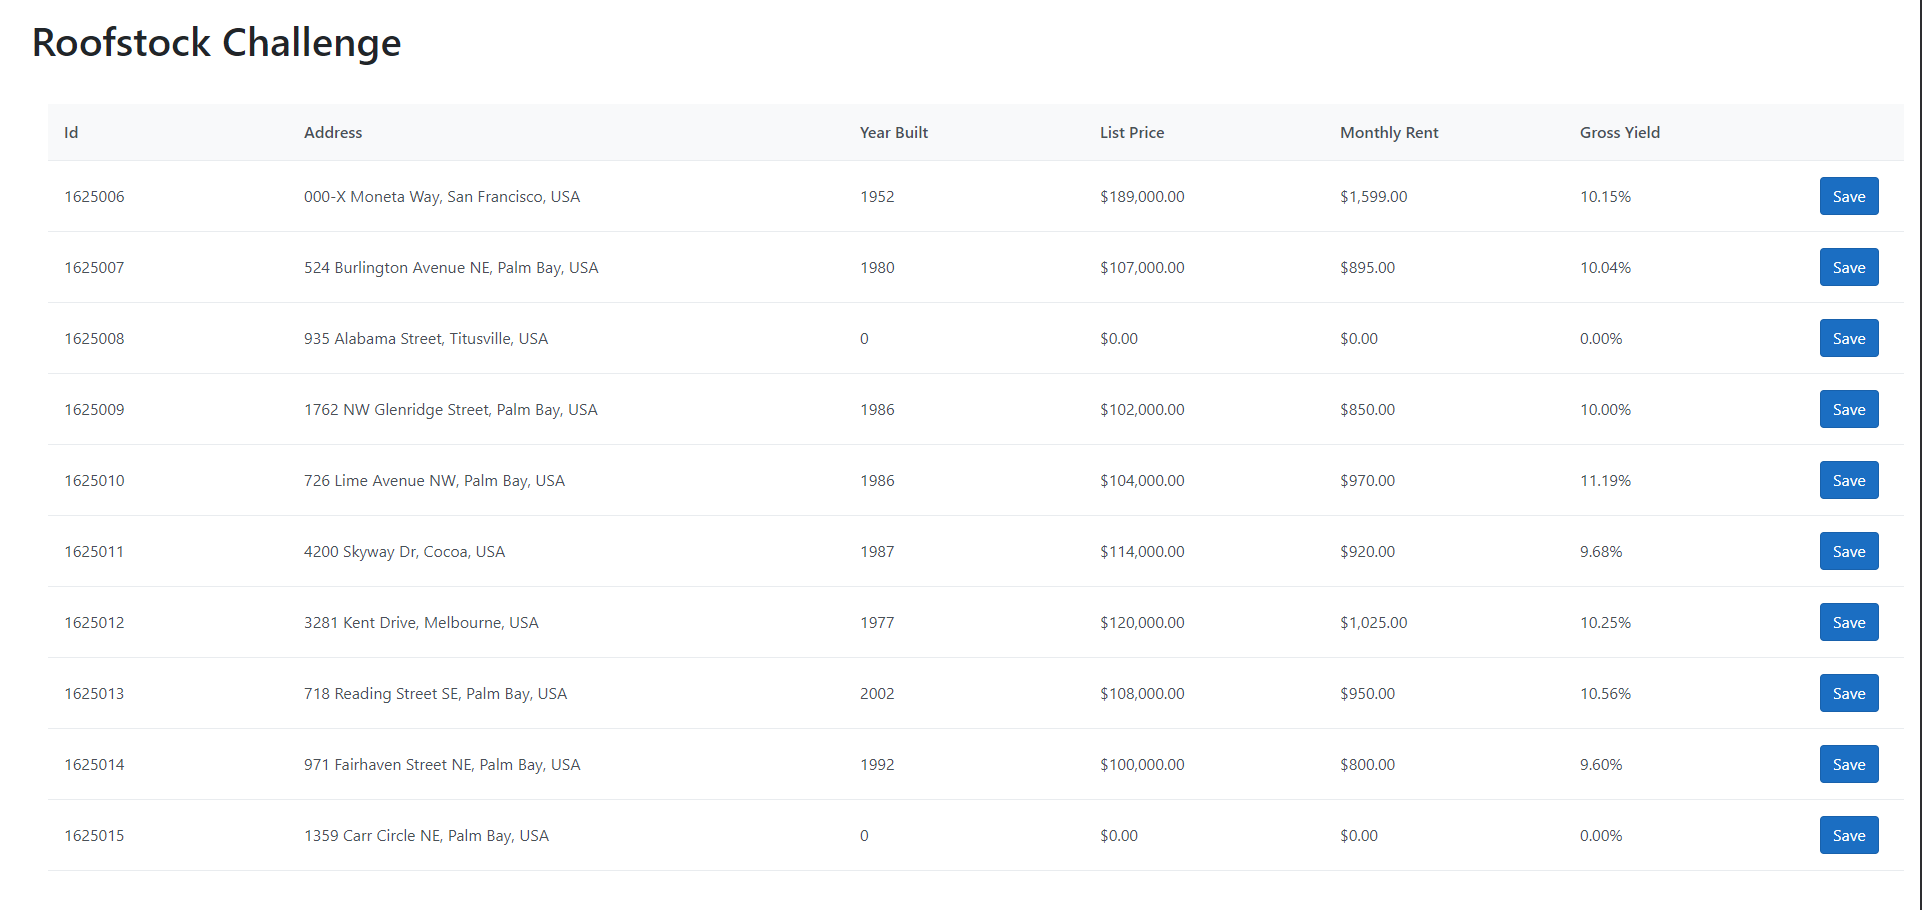 Roofstock Challenge
Id Address Year Built List Price Monthly Rent Gross Yield
1625006 000-X Moneta Way, San Francisco, USA 1952 $189,000.00 $1,599.00 10.15% Save
1625007 524 Burlington Avenue NE, Palm Bay, USA 1980 $107,000.00 $895.00 10.04% Save
1625008 935 Alabama Street, Titusville, USA 0 $0.00 $0.00 0.00% Save
1625009 1762 NW Glenridge Street, Palm Bay, USA 1986 $102,000.00 $850.00 10.00% Save
1625010 726 Lime Avenue NW, Palm Bay, USA 1986 $104,000.00 $970.00 11.19% Save
1625011 4200 Skyway Dr, Cocoa, USA 1987 $114,000.00 $920.00 9.68% Save
1625012 3281 Kent Drive, Melbourne, USA 1977 $120,000.00 $1,025.00 10.25% Save
1625013 718 Reading Street SE, Palm Bay, USA 2002 $108,000.00 $950.00 10.56% Save
1625014 971 Fairhaven Street NE, Palm Bay, USA 1992 $100,000.00 $800.00 9.60% Save
1625015 1359 Carr Circle NE, Palm Bay, USA 0 $0.00 $0.00 0.00% Save